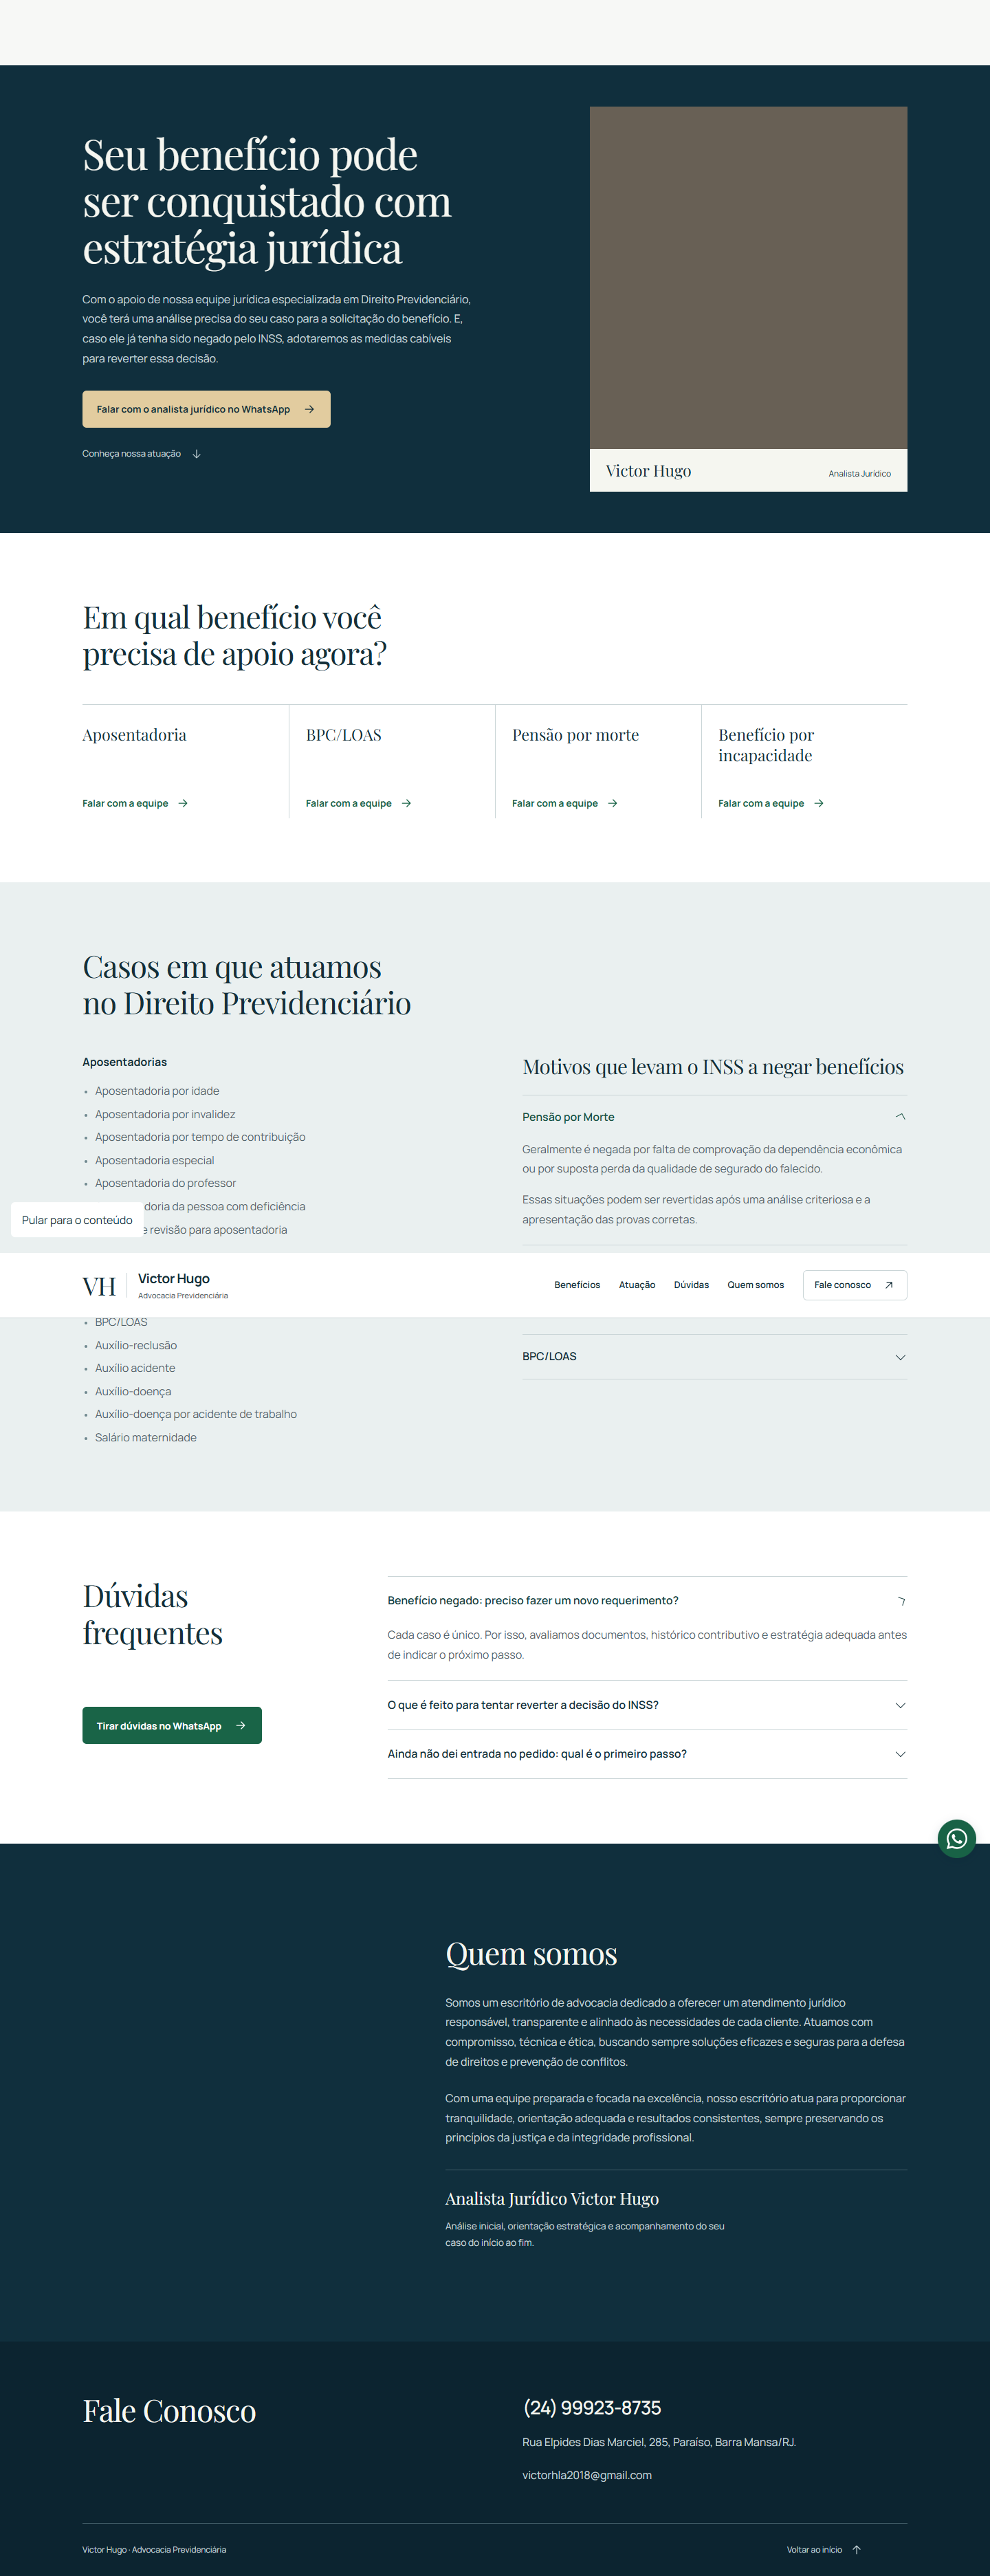 Seu benefício pode
ser conquistado com
estratégia jurídica
Com o apoio de nossa equipe jurídica especializada em Direito Previdenciário,
você terá uma análise precisa do seu caso para a solicitação do benefício. E,
caso ele já tenha sido negado pelo INSS, adotaremos as medidas cabíveis
para reverter essa decisão.
Falar com o analista jurídico no WhatsApp
Conheça nossa atuação
Victor Hugo
Analista Jurídico
Em qual benefício você
precisa de apoio agora?
Aposentadoria
Falar com a equipe
BPC/LOAS
Falar com a equipe
Pensão por morte
Falar com a equipe
Benefício por
incapacidade
Falar com a equipe
Casos em que atuamos
no Direito Previdenciário
Aposentadorias
Aposentadoria por idade
Aposentadoria por invalidez
Aposentadoria por tempo de contribuição
Aposentadoria especial
Aposentadoria do professor
doria da pessoa com deficiência
Pular para o conteúdo
e revisão para aposentadoria
Motivos que levam o INSS a negar benefícios
Pensão por Morte
Geralmente é negada por falta de comprovação da dependência econômica
ou por suposta perda da qualidade de segurado do falecido.
Essas situações podem ser revertidas após uma análise criteriosa e a
apresentação das provas corretas.
VH
Victor Hugo
Advocacia Previdenciária
Benefícios
Atuação
Dúvidas
Quem somos
Fale conosco
BPC/LOAS
Auxílio-reclusão
Auxílio acidente
Auxílio-doença
Auxílio-doença por acidente de trabalho
Salário maternidade
BPC/LOAS
Dúvidas
frequentes
Tirar dúvidas no WhatsApp
Benefício negado: preciso fazer um novo requerimento?
Cada caso é único. Por isso, avaliamos documentos, histórico contributivo e estratégia adequada antes
de indicar o próximo passo.
O que é feito para tentar reverter a decisão do INSS?
Ainda não dei entrada no pedido: qual é o primeiro passo?
Quem somos
Somos um escritório de advocacia dedicado a oferecer um atendimento jurídico
responsável, transparente e alinhado às necessidades de cada cliente. Atuamos com
compromisso, técnica e ética, buscando sempre soluções eficazes e seguras para a defesa
de direitos e prevenção de conflitos.
Com uma equipe preparada e focada na excelência, nosso escritório atua para proporcionar
tranquilidade, orientação adequada e resultados consistentes, sempre preservando os
princípios da justiça e da integridade profissional.
Analista Jurídico Victor Hugo
Análise inicial, orientação estratégica e acompanhamento do seu
caso do início ao fim.
Fale Conosco
(24) 99923-8735
Rua Elpides Dias Marciel, 285, Paraíso, Barra Mansa/RJ.
victorhla2018@gmail.com
Victor Hugo · Advocacia Previdenciária
Voltar ao início